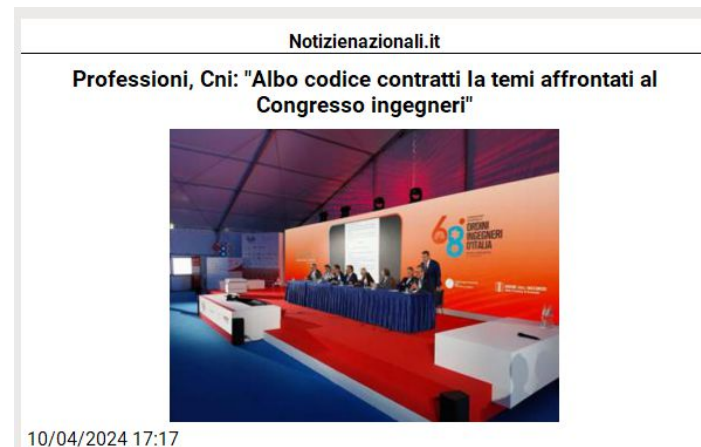 Notizienazionali.it
Professioni, Cni: "Albo codice contratti Ia temi affrontati al
Congresso ingegneri"
68°
ORDINI
INGEGNERI
D'ITALIA
10/04/2024 17:17